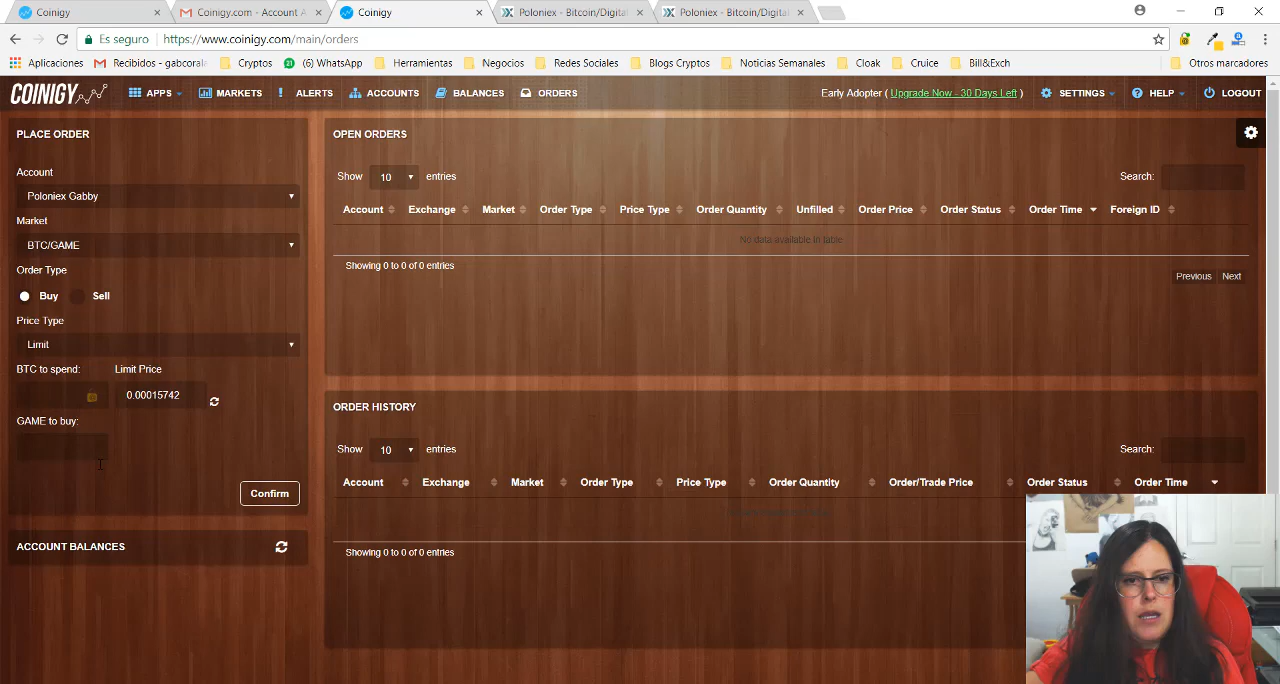 Coinigy
Coinigy.com - Account A
Coinigy
Poloniex - Bitcoin/Digital
Poloniex - Bitcoin/Digital
Es seguro https://www.coinigy.com/main/orders
Aplicaciones Recibidos - gabcorala Cryptos (6) WhatsApp Herramientas Negocio Redes Sociales Blogs Cryptos Noticias Semanales Cloak Cruice Bill&Exch Otros marcadores
COINIGY APPS MARKETS ALERTS ACCOUNTS BALANCES ORDERS Early Adopter ( Upgrade Now - 30 Days Left ) SETTINGS HELP LOGOUT
PLACE ORDER
Account
Poloniex Gabby
Market
BTC/GAME
Order Type
Buy Sell
Price Type
Limit
BTC to spend: Limit Price
0.00015742
GAME to buy:
Confirm
ACCOUNT BALANCES
OPEN ORDERS
Show 10 entries Search:
Account Exchange Market Order Type Price Type Order Quantity Unfilled Order Price Order Status Order Time Foreign ID
No data available in table
Showing 0 to 0 of 0 entries
Previous Next
ORDER HISTORY
Show 10 entries Search:
Account Exchange Market Order Type Price Type Order Quantity Order/Trade Price Order Status Order Time
Showing 0 to 0 of 0 entries